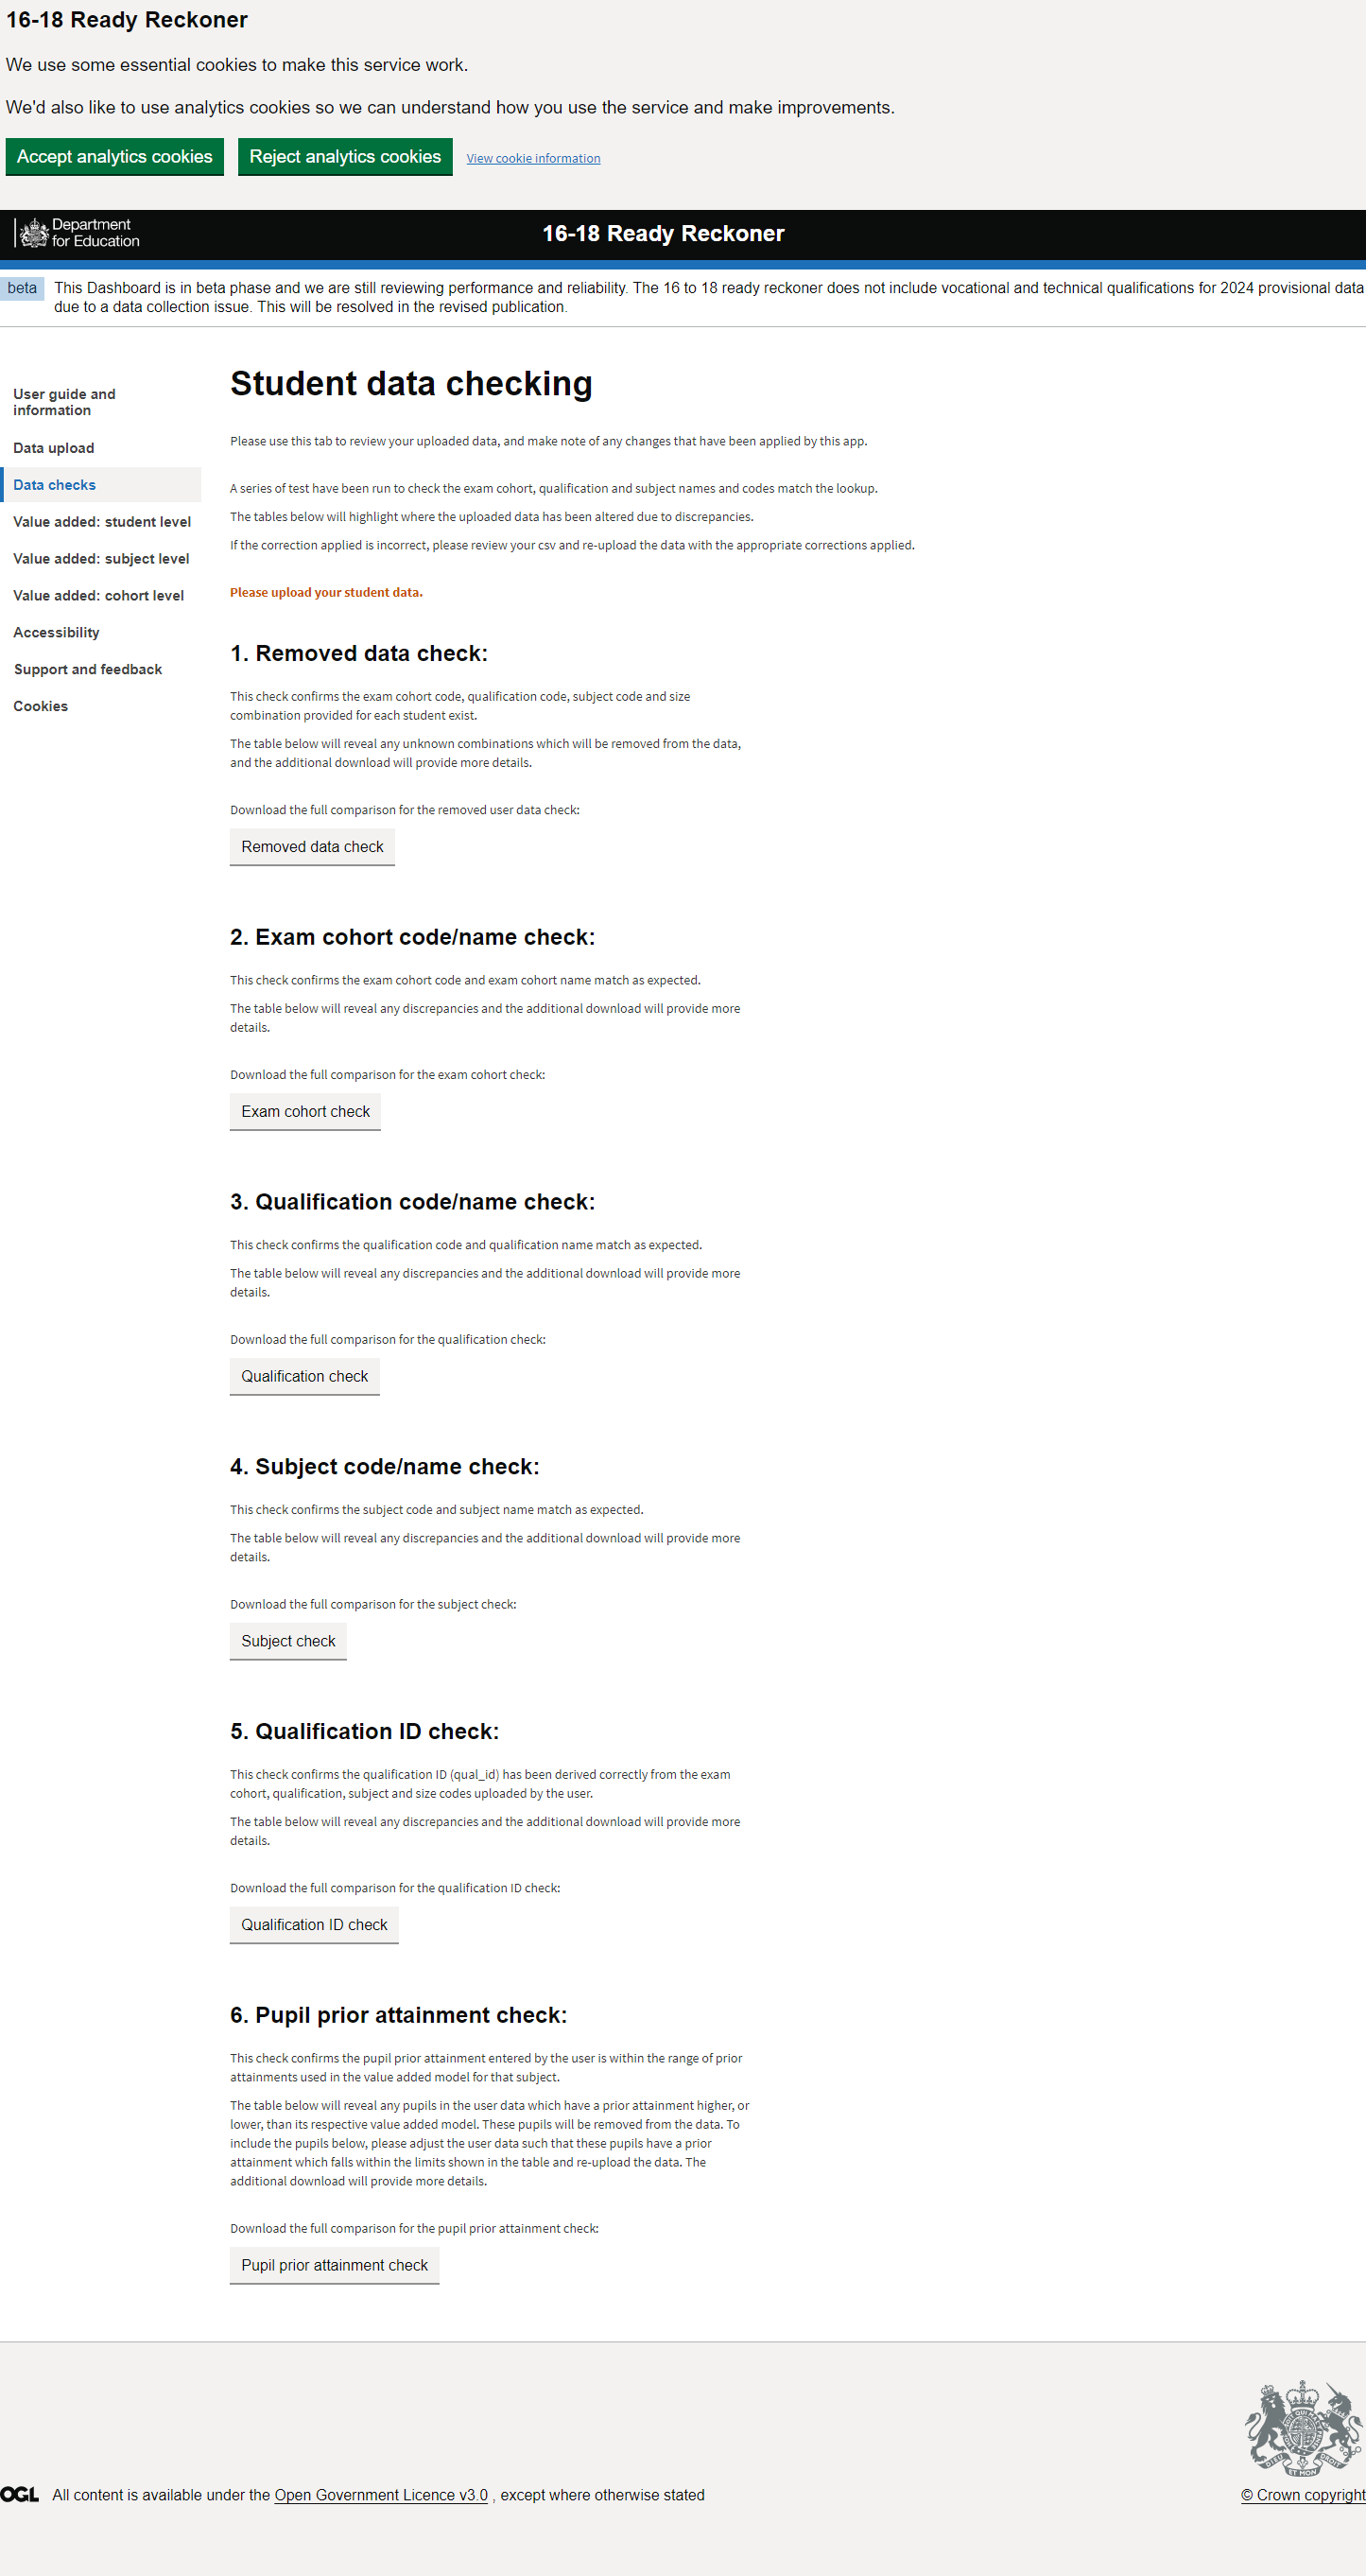 16-18 Ready Reckoner
We use some essential cookies to make this service work.
We'd also like to use analytics cookies so we can understand how you use the service and make improvements.
Accept analytics cookies Reject analytics cookies View cookie information
Department
for Education
16-18 Ready Reckoner
beta This Dashboard is in beta phase and we are still reviewing performance and reliability. The 16 to 18 ready reckoner does not include vocational and technical qualifications for 2024 provisional data
due to a data collection issue. This will be resolved in the revised publication.
User guide and
information
Data upload
Data checks
Value added: student level
Value added: subject level
Value added: cohort level
Accessibility
Support and feedback
Cookies
Student data checking
Please use this tab to review your uploaded data, and make note of any changes that have been applied by this app.
A series of test have been run to check the exam cohort, qualification and subject names and codes match the lookup.
The tables below will highlight where the uploaded data has been altered due to discrepancies.
If the correction applied is incorrect, please review your csv and re-upload the data with the appropriate corrections applied.
Please upload your student data.
1. Removed data check:
This check confirms the exam cohort code, qualification code, subject code and size
combination provided for each student exist.
The table below will reveal any unknown combinations which will be removed from the data,
and the additional download will provide more details.
Download the full comparison for the removed user data check:
Removed data check
2. Exam cohort code/name check:
This check confirms the exam cohort code and exam cohort name match as expected.
The table below will reveal any discrepancies and the additional download will provide more
details.
Download the full comparison for the exam cohort check:
Exam cohort check
3. Qualification code/name check:
This check confirms the qualification code and qualification name match as expected.
The table below will reveal any discrepancies and the additional download will provide more
details.
Download the full comparison for the qualification check:
Qualification check
4. Subject code/name check:
This check confirms the subject code and subject name match as expected.
The table below will reveal any discrepancies and the additional download will provide more
details.
Download the full comparison for the subject check:
Subject check
5. Qualification ID check:
This check confirms the qualification ID (qual_id) has been derived correctly from the exam
cohort, qualification, subject and size codes uploaded by the user.
The table below will reveal any discrepancies and the additional download will provide more
details.
Download the full comparison for the qualification ID check:
Qualification ID check
6. Pupil prior attainment check:
This check confirms the pupil prior attainment entered by the user is within the range of prior
attainments used in the value added model for that subject.
The table below will reveal any pupils in the user data which have a prior attainment higher, or
lower, than its respective value added model. These pupils will be removed from the data. To
include the pupils below, please adjust the user data such that these pupils have a prior
attainment which falls within the limits shown in the table and re-upload the data. The
additional download will provide more details.
Download the full comparison for the pupil prior attainment check:
Pupil prior attainment check
OGL All content is available under the Open Government Licence v3.0 , except where otherwise stated
© Crown copyright